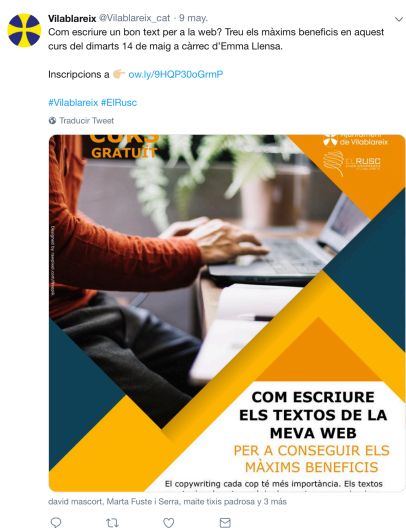 Vilablareix @Vilablareix_cat · 9 may.
Com escriure un bon text per a la web? Treu els màxims beneficis en aquest
curs del dimarts 14 de maig a càrrec d'Emma Llensa.
Inscripcions a 👉 ow.ly/9HQP30oGrmP
#Vilablareix #ElRusc
Traducir Tweet
CURS
GRATUÏT
Ajuntament
de Vilablareix
ELRUSC
COM ESCRIURE
ELS TEXTOS DE LA
MEVA WEB
PER A CONSEGUIR ELS
MÀXIMS BENEFICIS
El copywriting cada cop té més importància. Els textos
david mascort, Marta Fuste i Serra, maite tixis padrosa y 3 más